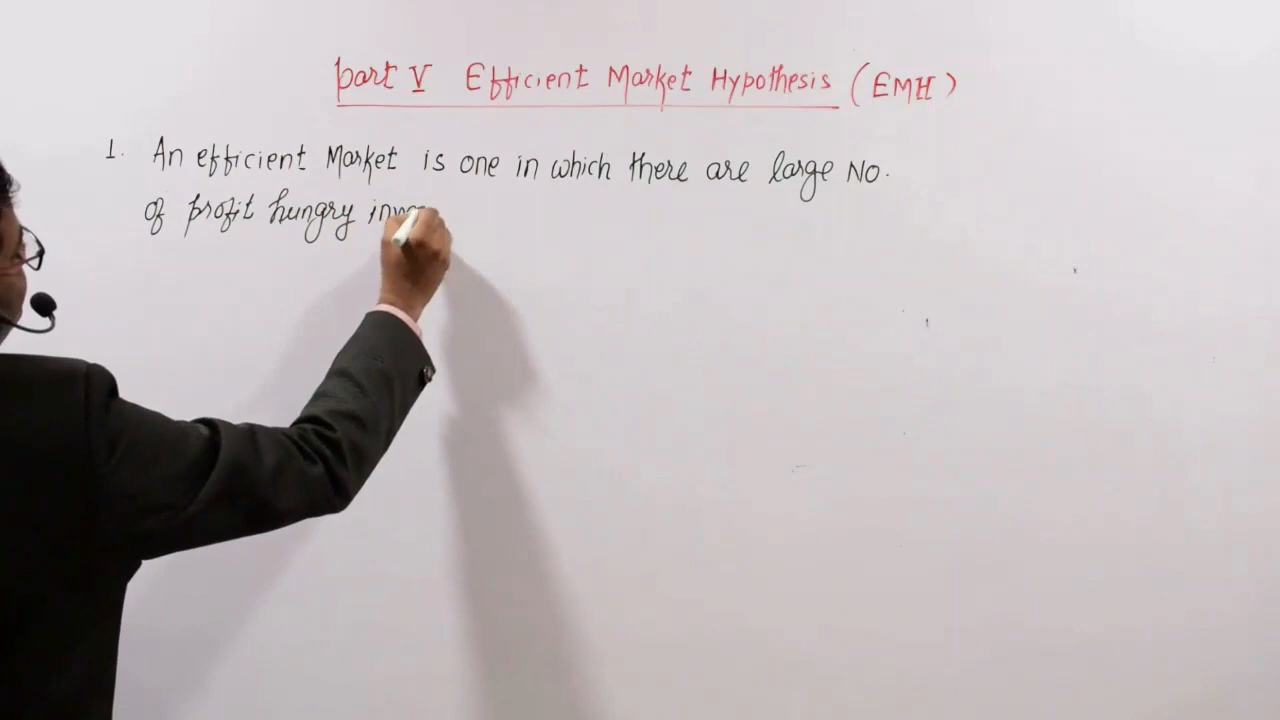 Part V Efficient Market Hypothesis (EMH)
1. An efficient Market is one in which there are large No.
of profit hungry